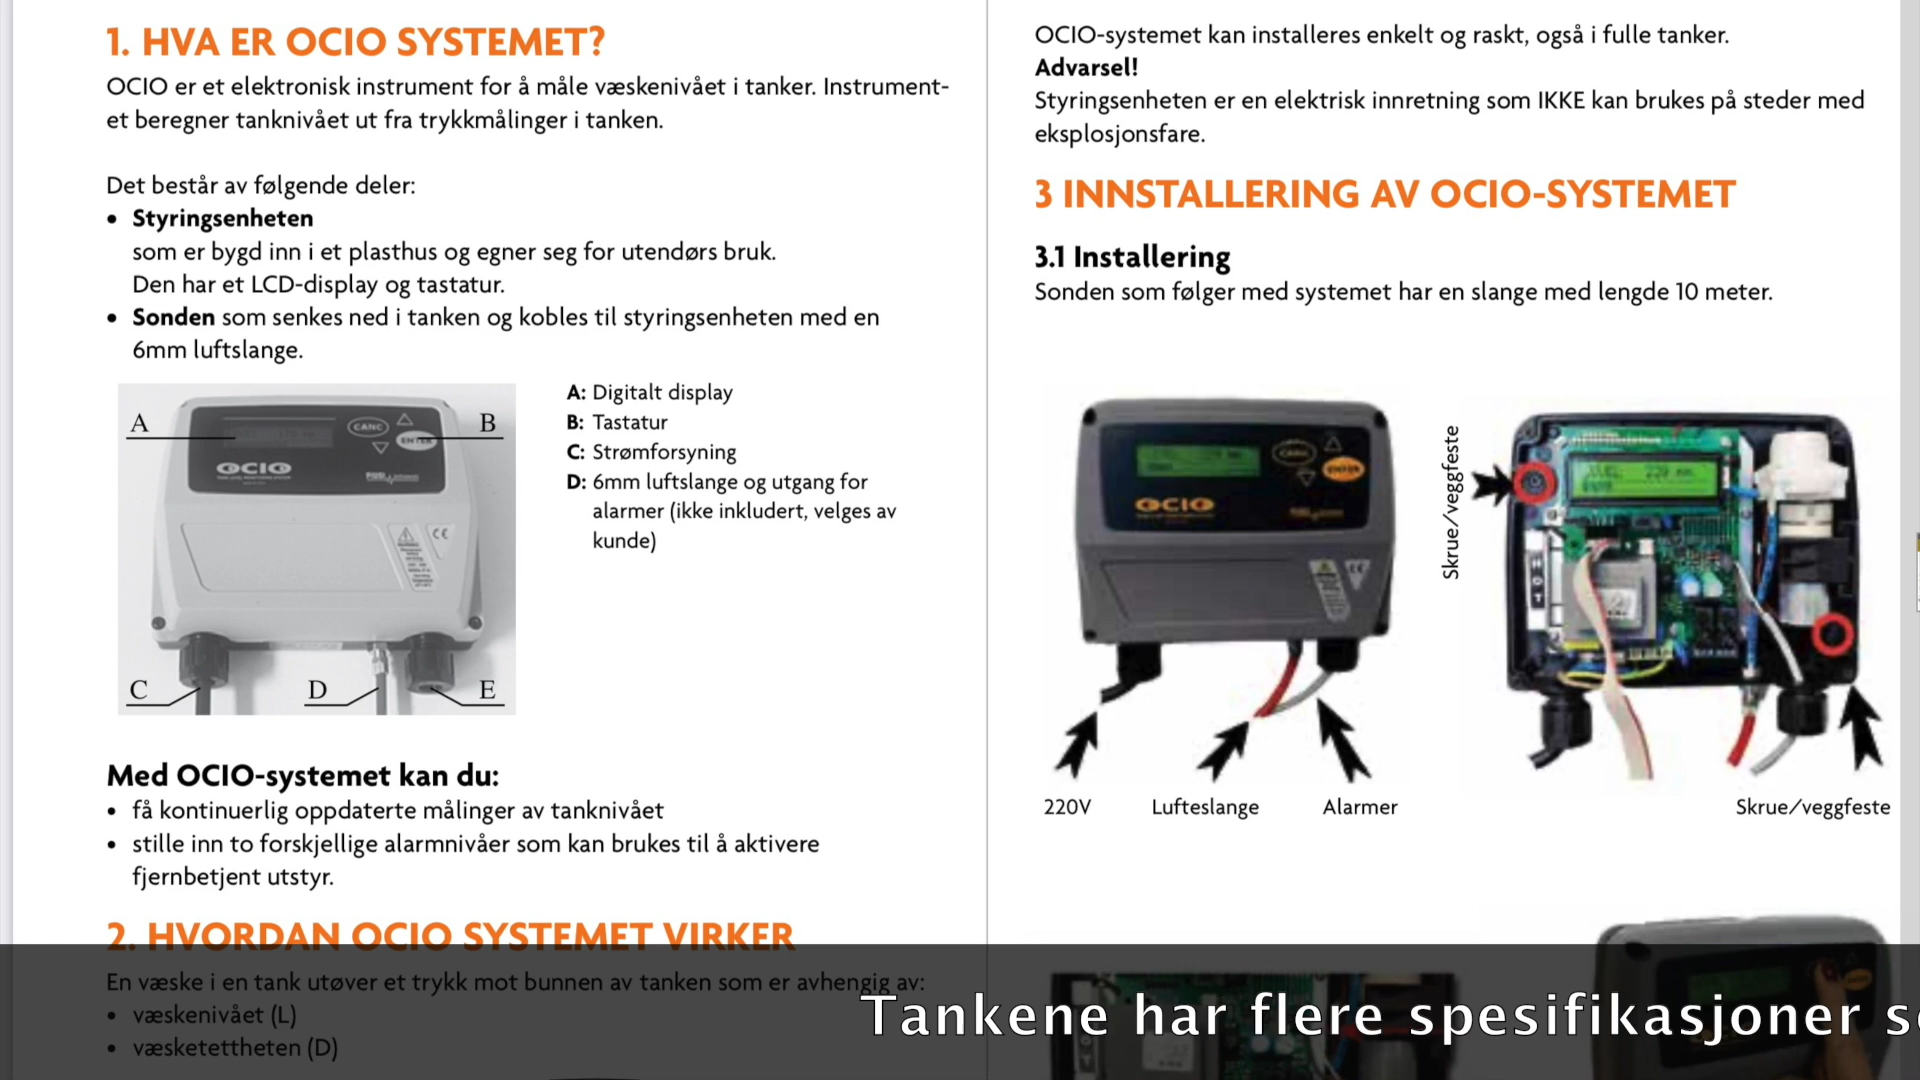 1. HVA ER OCIO SYSTEMET?
OCIO er et elektronisk instrument for å måle væskenivået i tanker. Instrument-
et beregner tanknivået ut fra trykkmålinger i tanken.
Det består av følgende deler:
• Styringsenheten
som er bygd inn i et plasthus og egner seg for utendørs bruk.
Den har et LCD-display og tastatur.
• Sonden som senkes ned i tanken og kobles til styringsenheten med en
6mm luftslange.
A
B
CANC
ENTER
OCIO
CE
C
D
E
A: Digitalt display
B: Tastatur
C: Strømforsyning
D: 6mm luftslange og utgang for
alarmer (ikke inkludert, velges av
kunde)
Med OCIO-systemet kan du:
• få kontinuerlig oppdaterte målinger av tanknivået
• stille inn to forskjellige alarmnivåer som kan brukes til å aktivere
fjernbetjent utstyr.
2. HVORDAN OCIO SYSTEMET VIRKER
En væske i en tank utøver et trykk mot bunnen av tanken som er avhengig av:
• væskenivået (L)
• væsketettheten (D)
OCIO-systemet kan installeres enkelt og raskt, også i fulle tanker.
Advarsel!
Styringsenheten er en elektrisk innretning som IKKE kan brukes på steder med
eksplosjonsfare.
3 INNSTALLERING AV OCIO-SYSTEMET
3.1 Installering
Sonden som følger med systemet har en slange med lengde 10 meter.
CANC
ENTER
OCIO
CE
Skrue/veggfeste
HOT
220V
Lufteslange
Alarmer
Skrue/veggfeste
Tankene har flere spesifikasjoner s